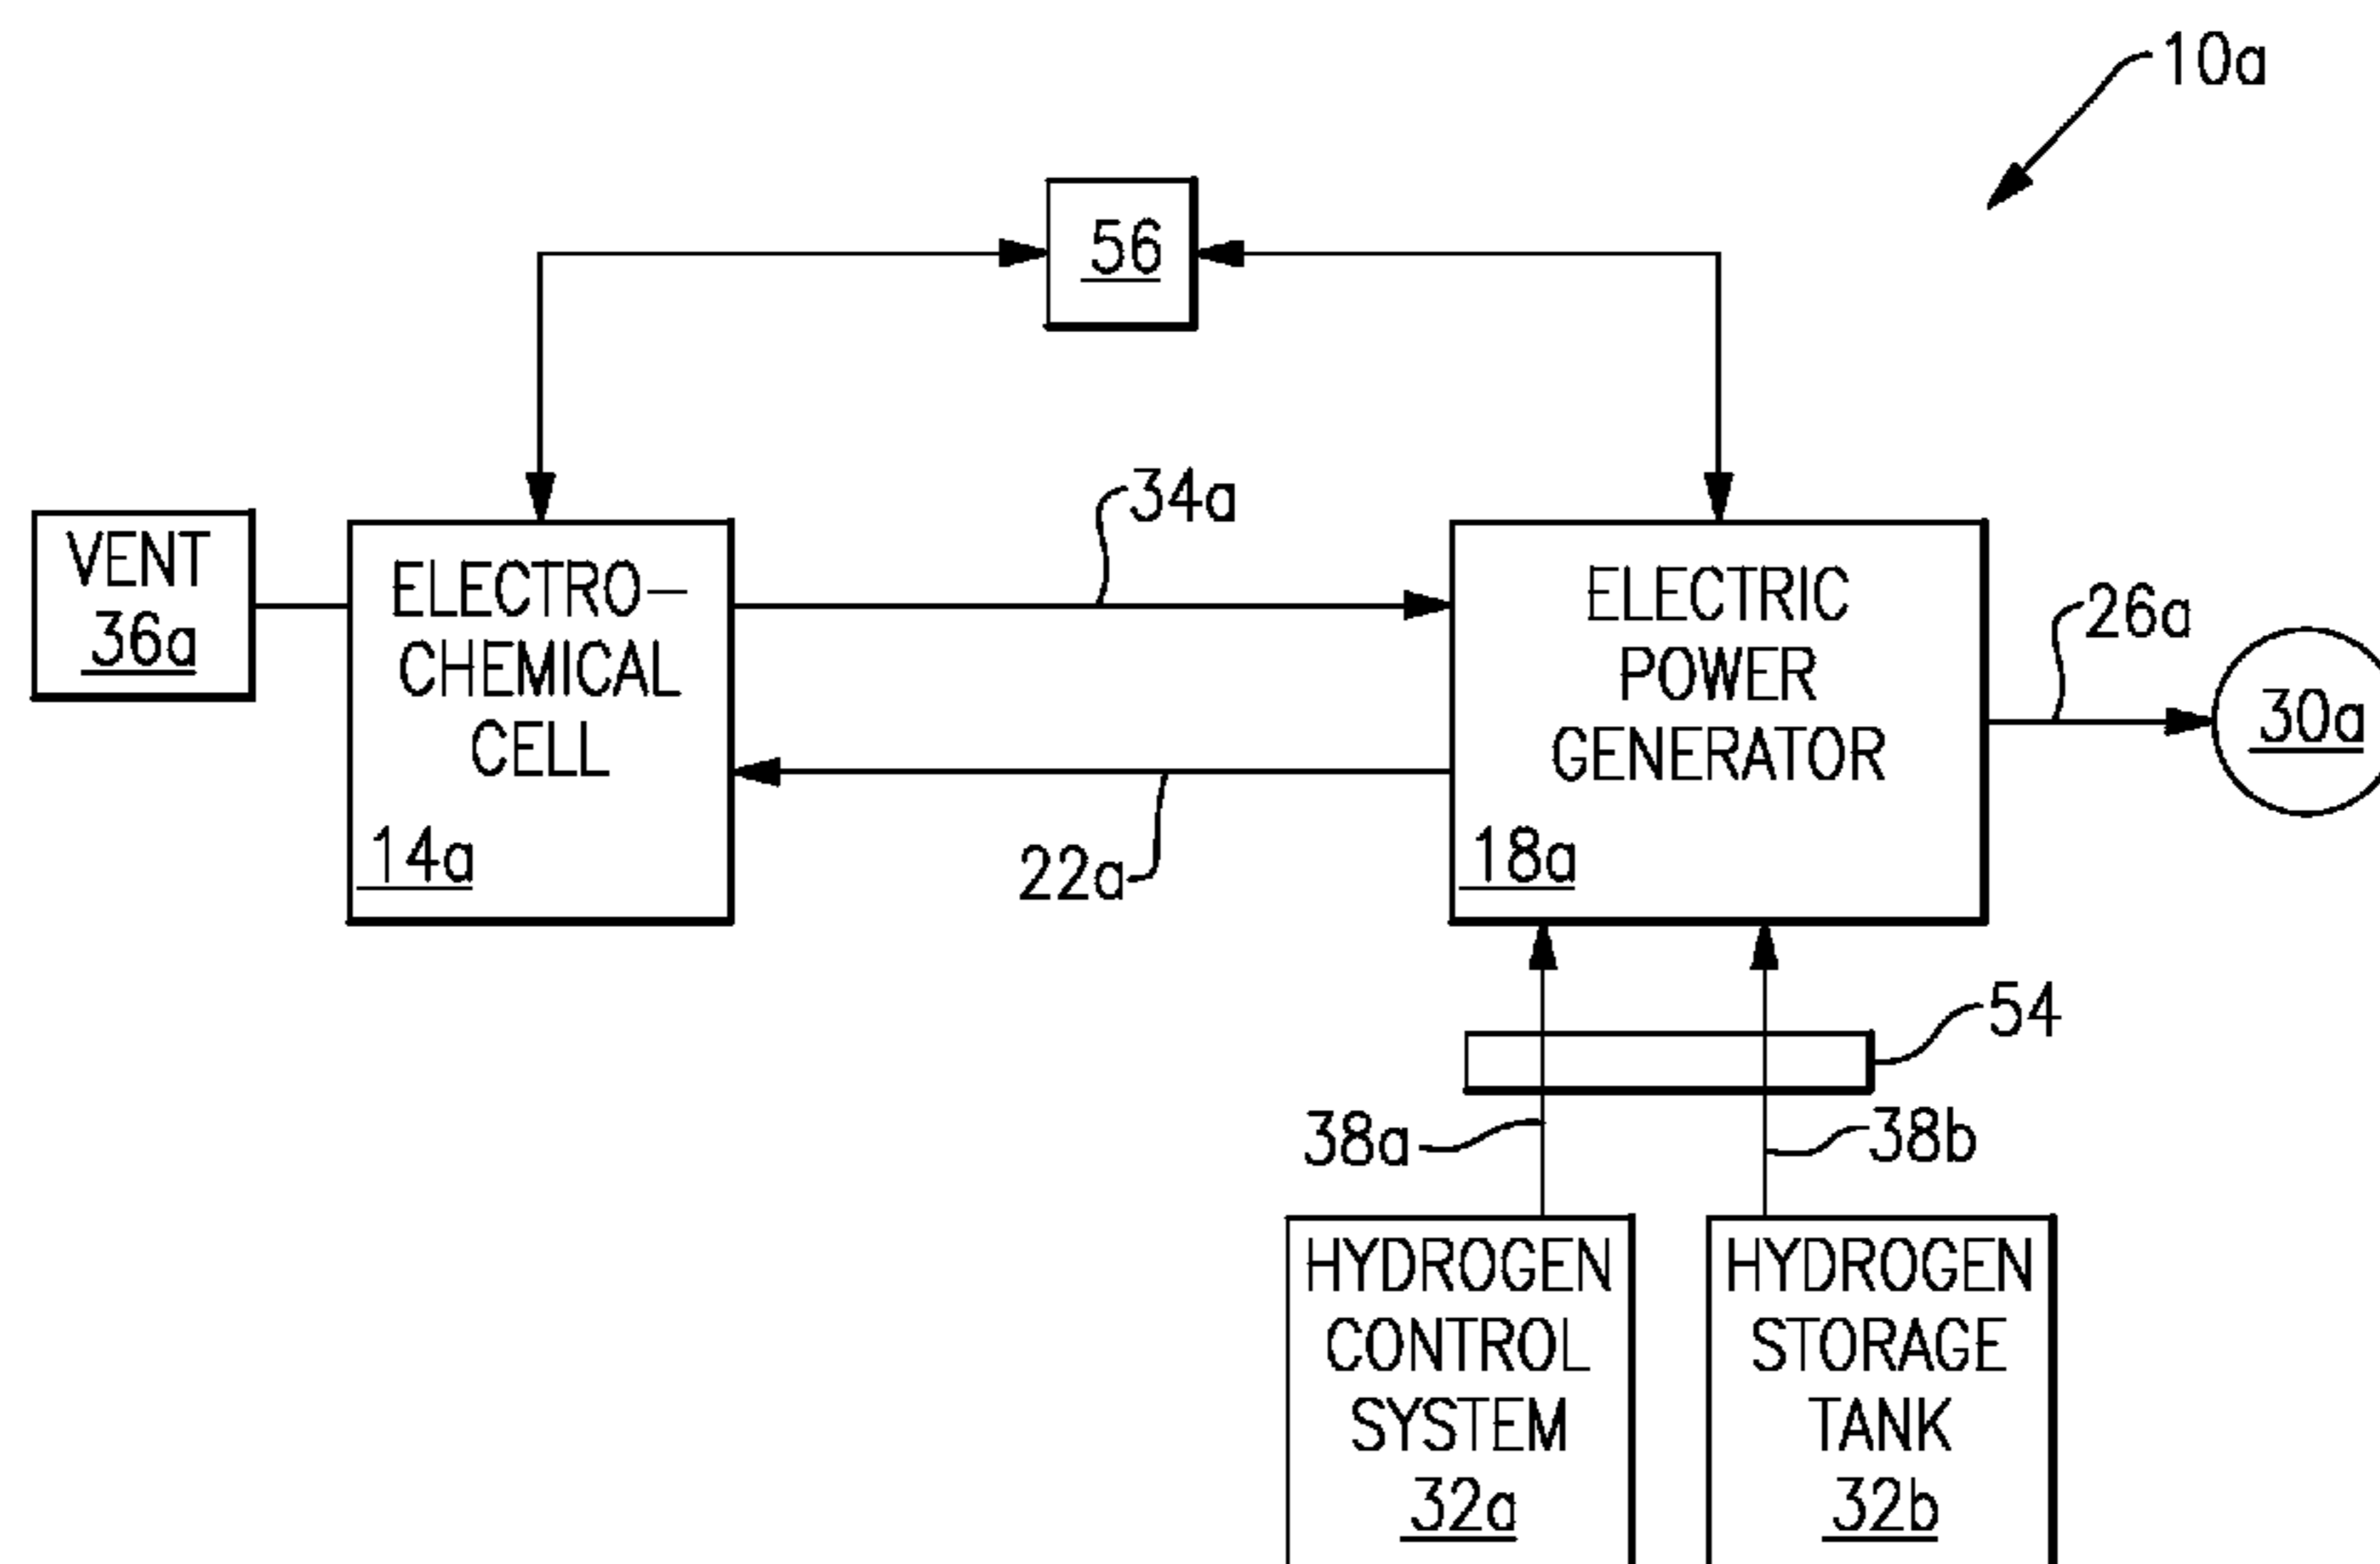 10a
56
34a
VENT
36a
ELECTRO-
CHEMICAL
CELL
14a
22a
ELECTRIC
POWER
GENERATOR
18a
26a
30a
54
38a
38b
HYDROGEN
CONTROL
SYSTEM
32a
HYDROGEN
STORAGE
TANK
32b